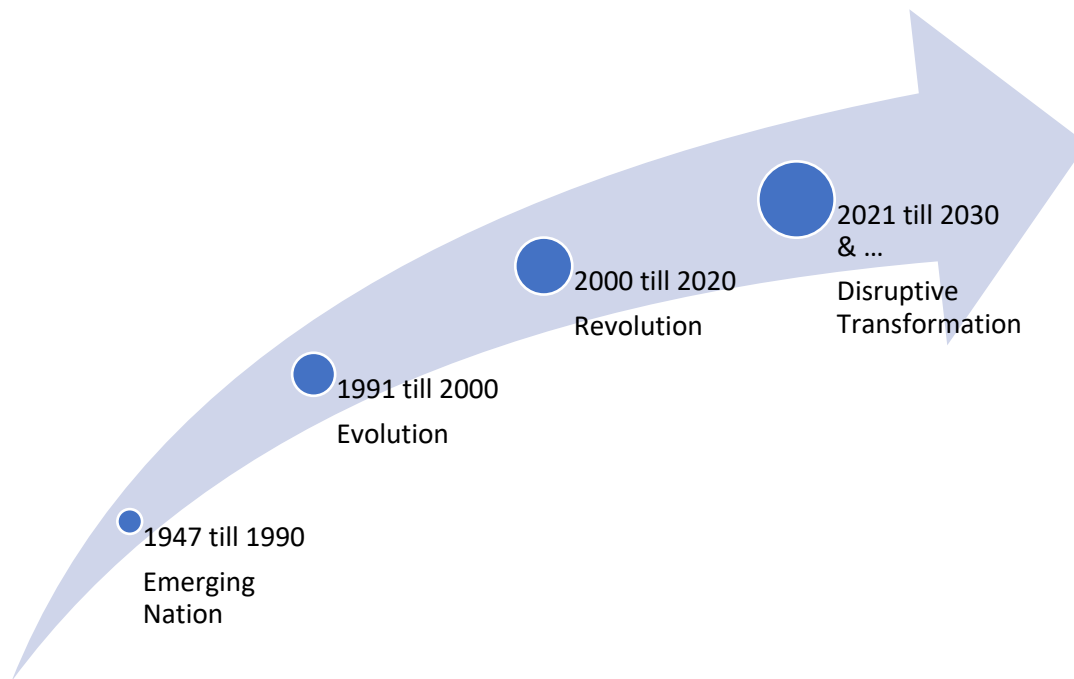 1947 till 1990
Emerging
Nation
1991 till 2000
Evolution
2000 till 2020
Revolution
2021 till 2030
& ...
Disruptive
Transformation